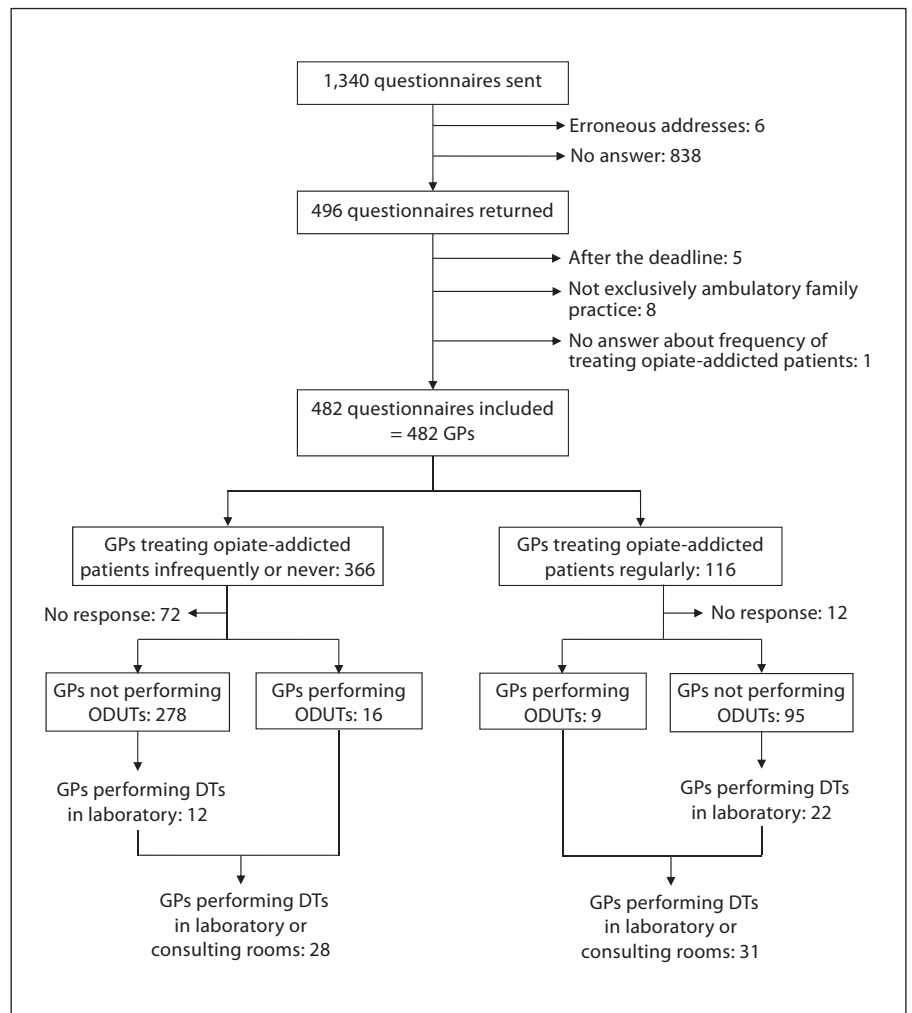 1,340 questionnaires sent
Erroneous addresses: 6
No answer: 838
496 questionnaires returned
After the deadline: 5
Not exclusively ambulatory family
practice: 8
No answer about frequency of
treating opiate-addicted patients: 1
482 questionnaires included
= 482 GPs
GPs treating opiate-addicted
patients infrequently or never: 366
GPs treating opiate-addicted
patients regularly: 116
No response: 72
No response: 12
GPs not performing
ODUTs: 278
GPs performing
ODUTs: 16
GPs performing
ODUTs: 9
GPs not performing
ODUTs: 95
GPs performing DTs
in laboratory: 12
GPs performing DTs
in laboratory: 22
GPs performing DTs
in laboratory or
consulting rooms: 28
GPs performing DTs
in laboratory or
consulting rooms: 31